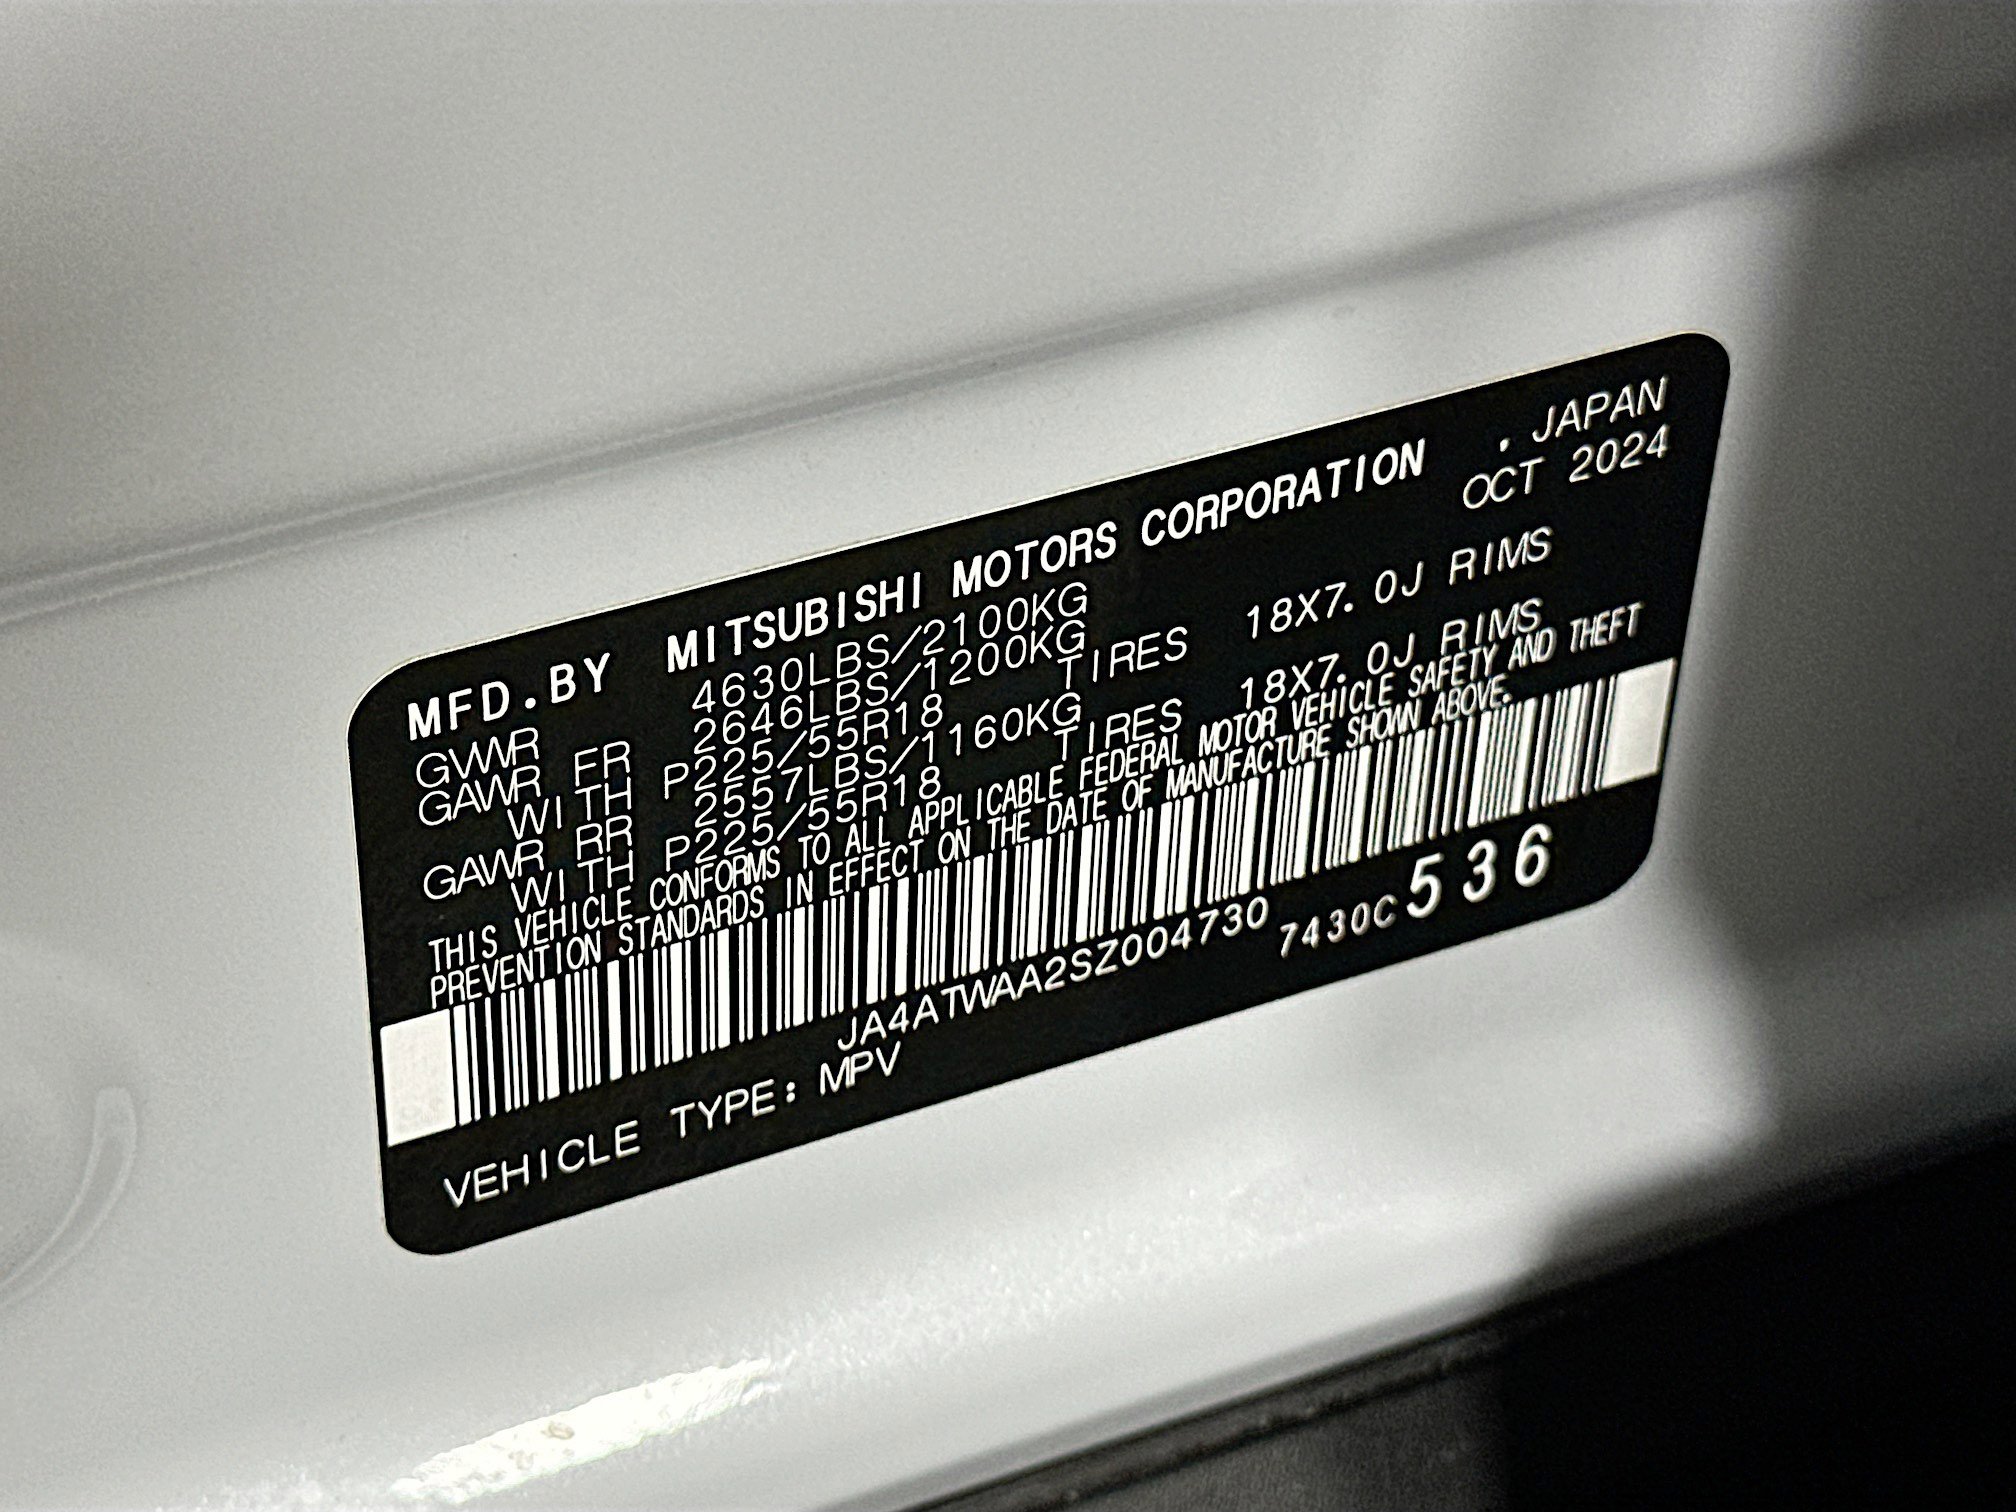 MFD.BY MITSUBISHI MOTORS CORPORATION . JAPAN
GVWR 4630LBS/2100KG OCT 2024
GAWR FR 2646LBS/1200KG
WITH P225/55R18 TIRES 18X7.0J RIMS
GAWR RR 2557LBS/1160KG
WITH P225/55R18 TIRES 18X7.0J RIMS
THIS VEHICLE CONFORMS TO ALL APPLICABLE FEDERAL MOTOR VEHICLE SAFETY AND THEFT
PREVENTION STANDARDS IN EFFECT ON THE DATE OF MANUFACTURE SHOWN ABOVE.
JA4ATWAA2SZ004730 7430C536
VEHICLE TYPE: MPV